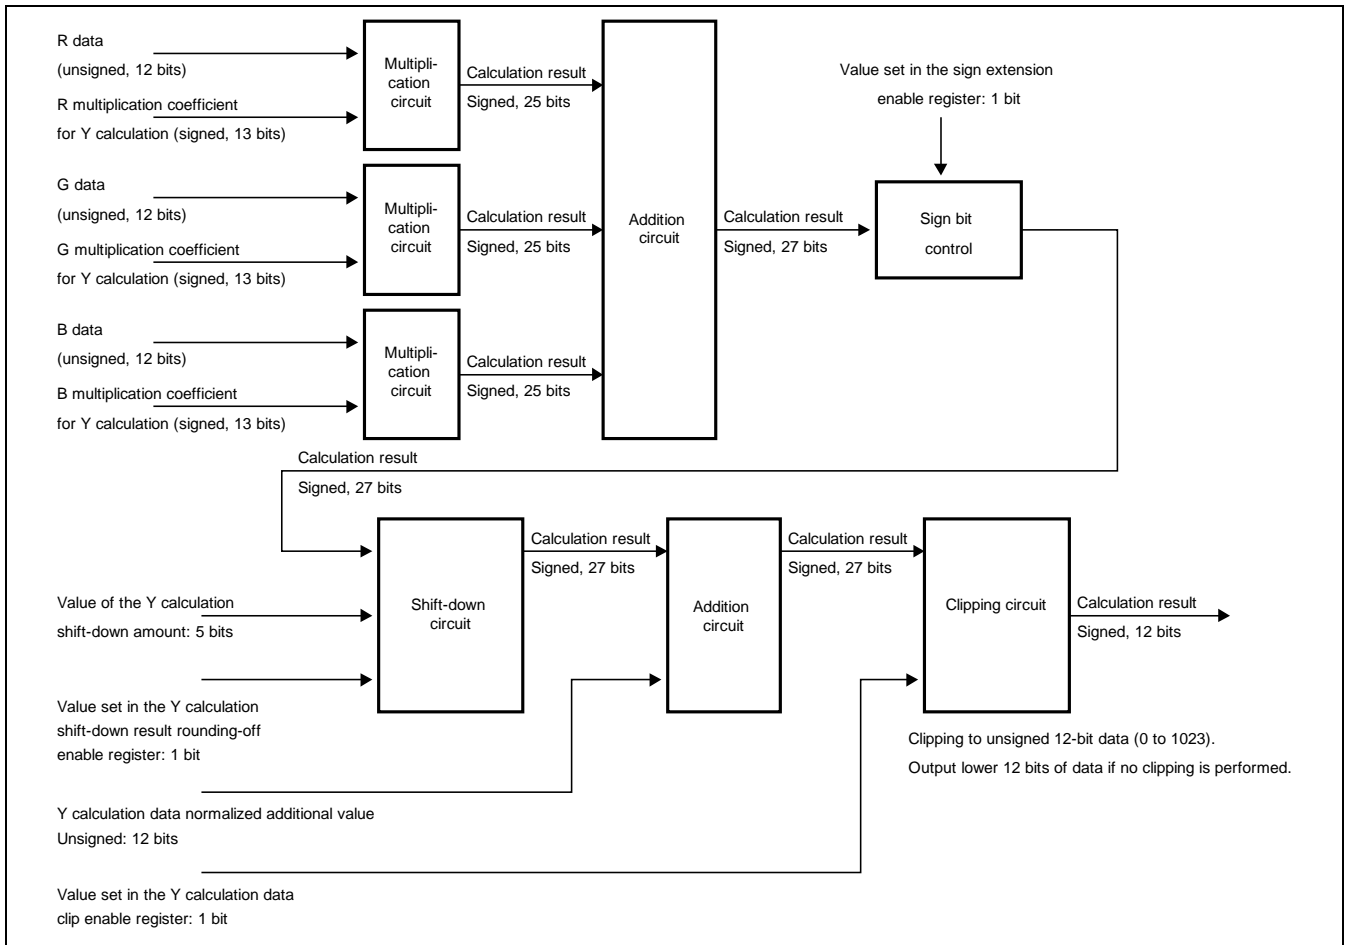 R data
(unsigned, 12 bits)
R multiplication coefficient
for Y calculation (signed, 13 bits)
Multipli-
cation
circuit
Calculation result
Signed, 25 bits
G data
(unsigned, 12 bits)
G multiplication coefficient
for Y calculation (signed, 13 bits)
Multipli-
cation
circuit
Calculation result
Signed, 25 bits
B data
(unsigned, 12 bits)
B multiplication coefficient
for Y calculation (signed, 13 bits)
Multipli-
cation
circuit
Calculation result
Signed, 25 bits
Addition
circuit
Calculation result
Signed, 27 bits
Value set in the sign extension
enable register: 1 bit
Sign bit
control
Calculation result
Signed, 27 bits
Value of the Y calculation
shift-down amount: 5 bits
Value set in the Y calculation
shift-down result rounding-off
enable register: 1 bit
Shift-down
circuit
Calculation result
Signed, 27 bits
Y calculation data normalized additional value
Unsigned: 12 bits
Addition
circuit
Calculation result
Signed, 27 bits
Value set in the Y calculation data
clip enable register: 1 bit
Clipping circuit
Calculation result
Signed, 12 bits
Clipping to unsigned 12-bit data (0 to 1023).
Output lower 12 bits of data if no clipping is performed.